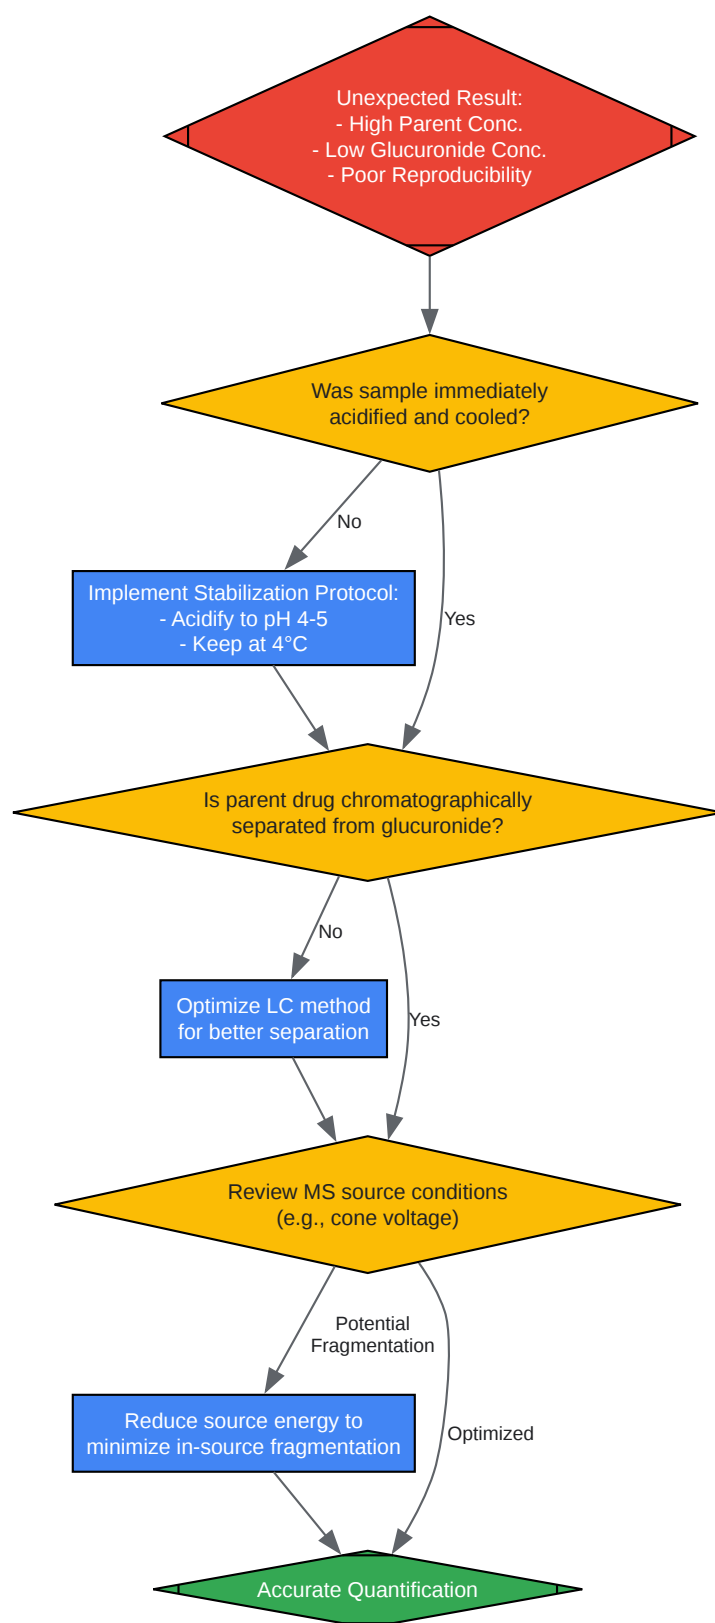 Unexpected Result:
- High Parent Conc.
- Low Glucuronide Conc.
- Poor Reproducibility
Was sample immediately
acidified and cooled?
No
Yes
Implement Stabilization Protocol:
- Acidify to pH 4-5
- Keep at 4°C
Is parent drug chromatographically
separated from glucuronide?
No
Yes
Optimize LC method
for better separation
Review MS source conditions
(e.g., cone voltage)
Potential
Fragmentation
Optimized
Reduce source energy to
minimize in-source fragmentation
Accurate Quantification